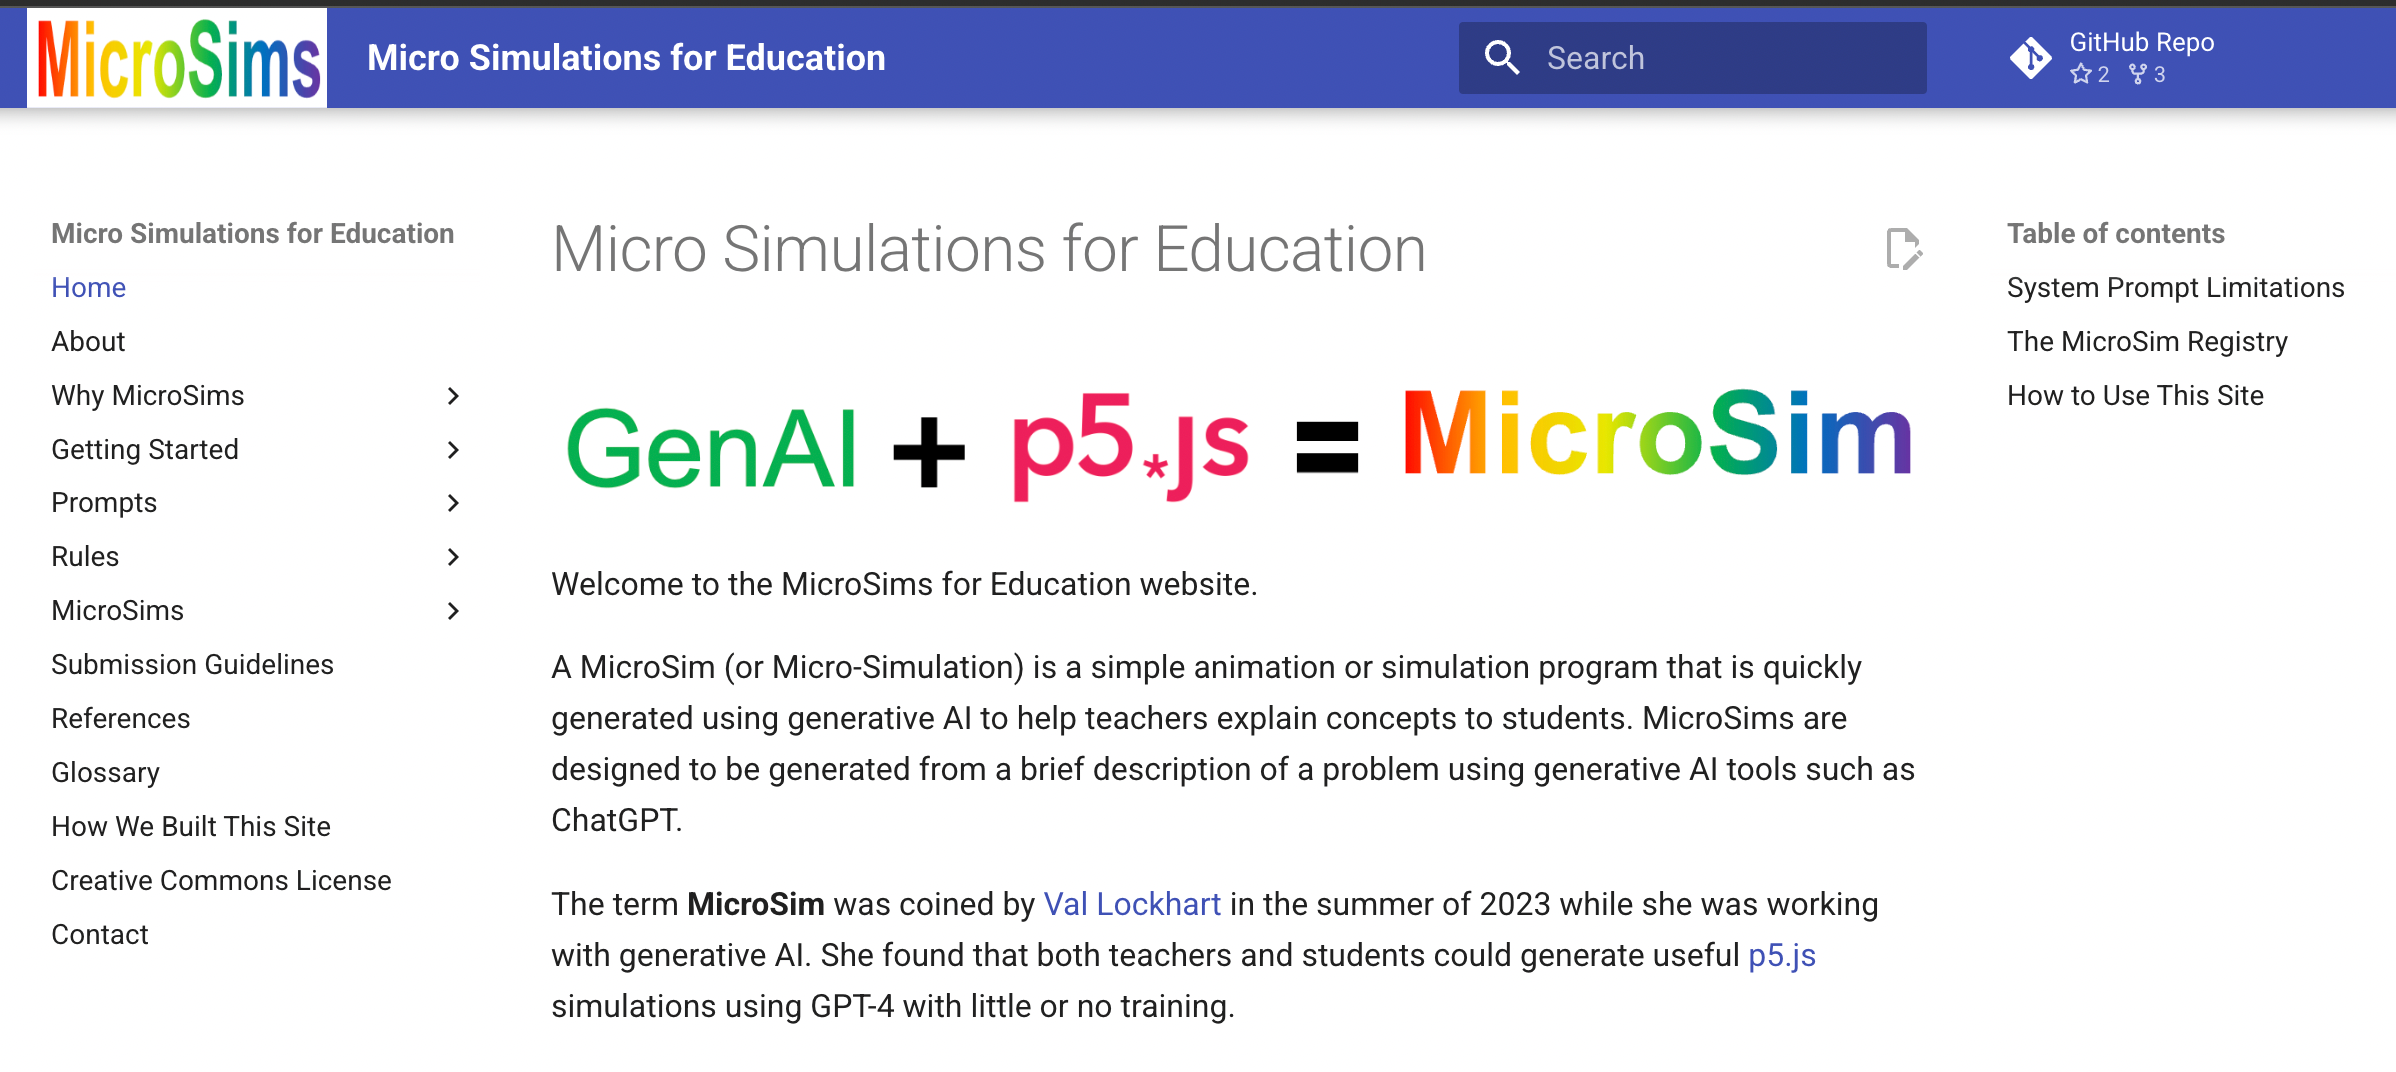 MicroSims
Micro Simulations for Education
Search
GitHub Repo
2 3
Micro Simulations for Education
Home
About
Why MicroSims
Getting Started
Prompts
Rules
MicroSims
Submission Guidelines
References
Glossary
How We Built This Site
Creative Commons License
Contact
Micro Simulations for Education
GenAI + p5*js = MicroSim
Welcome to the MicroSims for Education website.
A MicroSim (or Micro-Simulation) is a simple animation or simulation program that is quickly
generated using generative AI to help teachers explain concepts to students. MicroSims are
designed to be generated from a brief description of a problem using generative AI tools such as
ChatGPT.
The term MicroSim was coined by Val Lockhart in the summer of 2023 while she was working
with generative AI. She found that both teachers and students could generate useful p5.js
simulations using GPT-4 with little or no training.
Table of contents
System Prompt Limitations
The MicroSim Registry
How to Use This Site